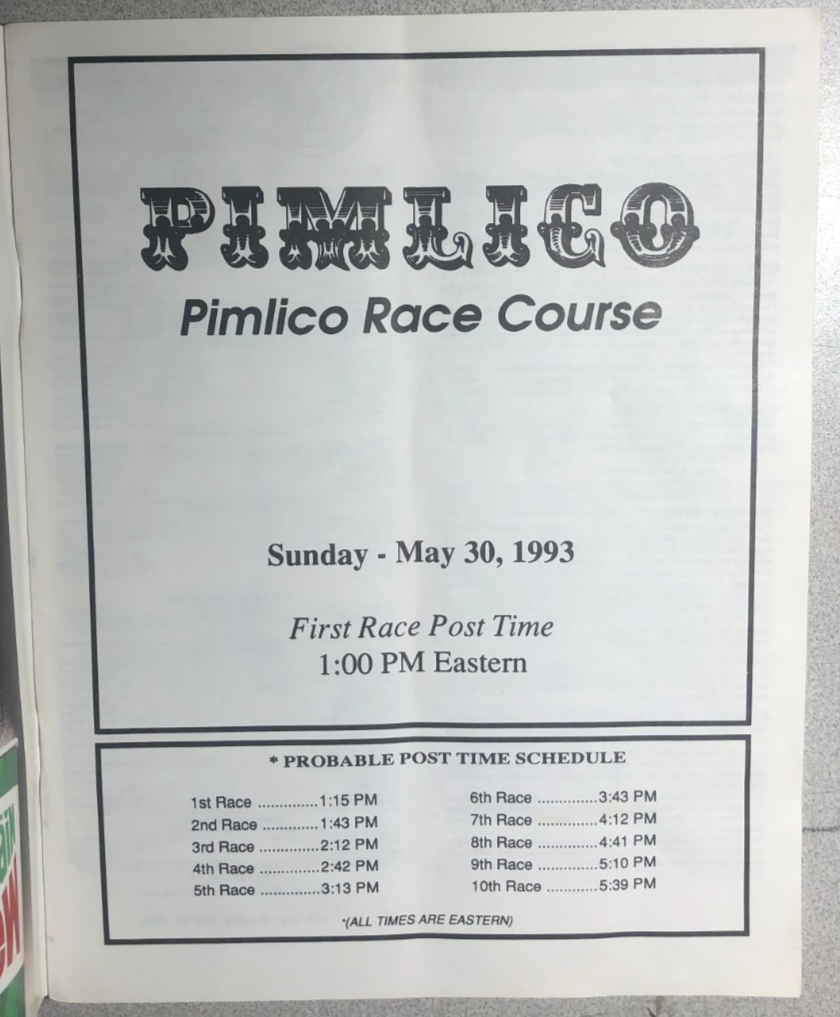 PIMLICO
Pimlico Race Course
Sunday - May 30, 1993
First Race Post Time
1:00 PM Eastern
* PROBABLE POST TIME SCHEDULE
1st Race ..............1:15 PM
2nd Race .............1:43 PM
3rd Race ..............2:12 PM
4th Race ..............2:42 PM
5th Race ..............3:13 PM
6th Race ..............3:43 PM
7th Race ..............4:12 PM
8th Race ..............4:41 PM
9th Race ..............5:10 PM
10th Race ............5:39 PM
*(ALL TIMES ARE EASTERN)